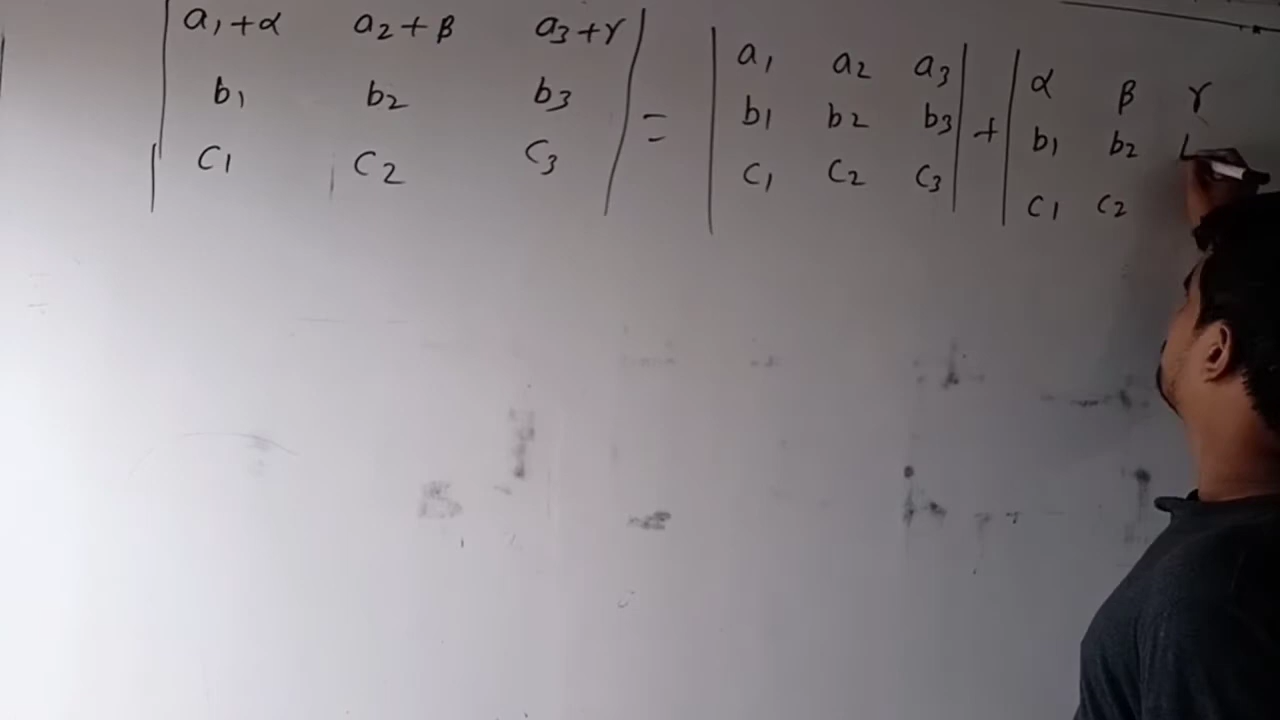 | a₁+α a₂+β a₃+γ | = | a₁ a₂ a₃ | + | α β γ
| b₁ b₂ b₃ | | b₁ b₂ b₃ | | b₁ b₂
| c₁ c₂ c₃ | | c₁ c₂ c₃ | | c₁ c₂